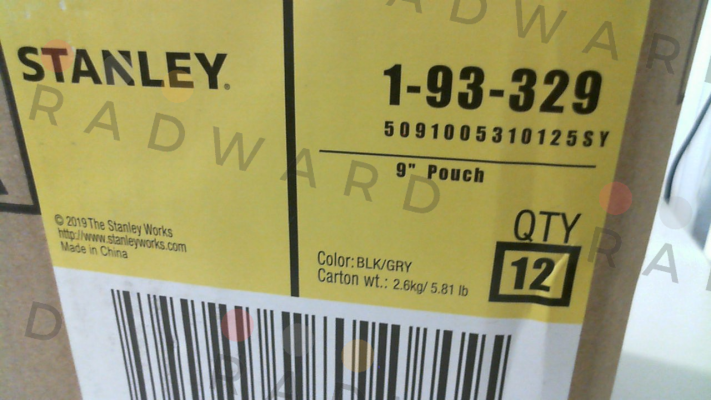 STANLEY.
1-93-329
5091005310125SY
9" Pouch
© 2019 The Stanley Works
http://www.stanleyworks.com
Made in China
QTY
12
Color: BLK/GRY
Carton wt.: 2.6kg/ 5.81 lb
RADWARD
RADWARD